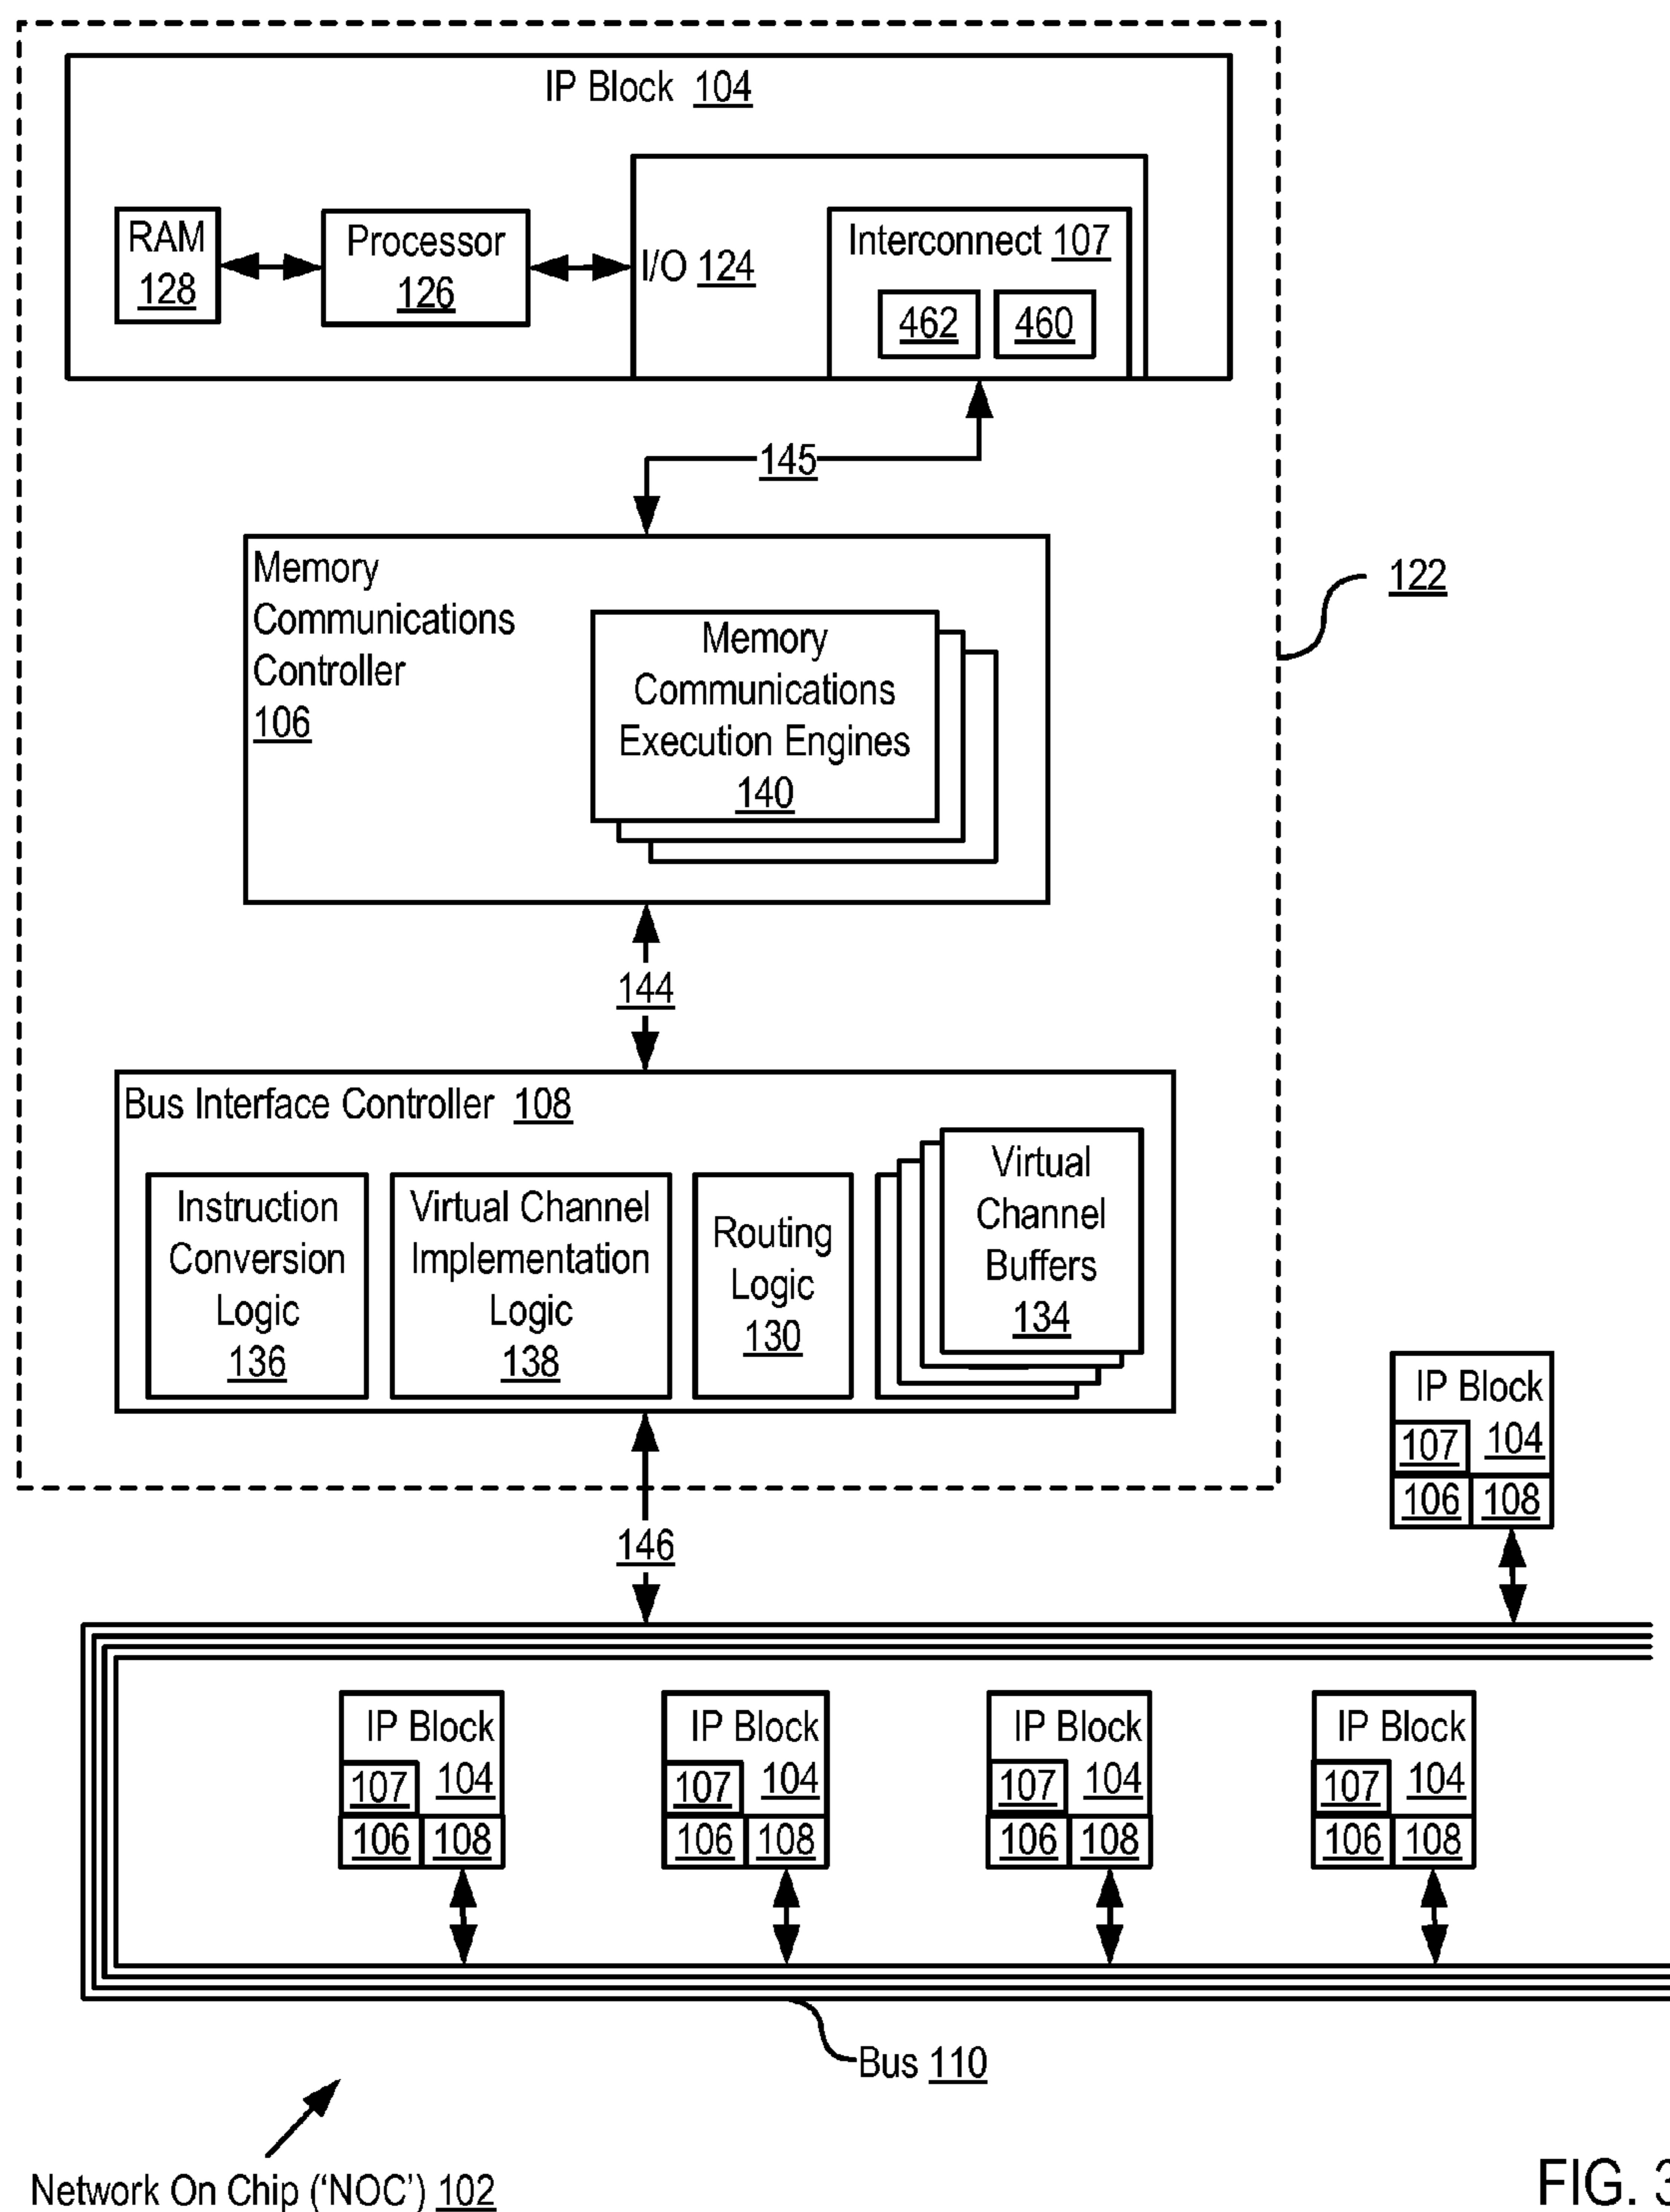 IP Block 104
RAM
128
Processor
126
I/O 124
Interconnect 107
462
460
145
Memory
Communications
Controller
106
Memory
Communications
Execution Engines
140
122
144
Bus Interface Controller 108
Instruction
Conversion
Logic
136
Virtual Channel
Implementation
Logic
138
Routing
Logic
130
Virtual
Channel
Buffers
134
146
IP Block
107 104
106 108
IP Block
107 104
106 108
IP Block
107 104
106 108
IP Block
107 104
106 108
IP Block
107 104
106 108
Bus 110
Network On Chip (‘NOC’) 102
FIG. 3